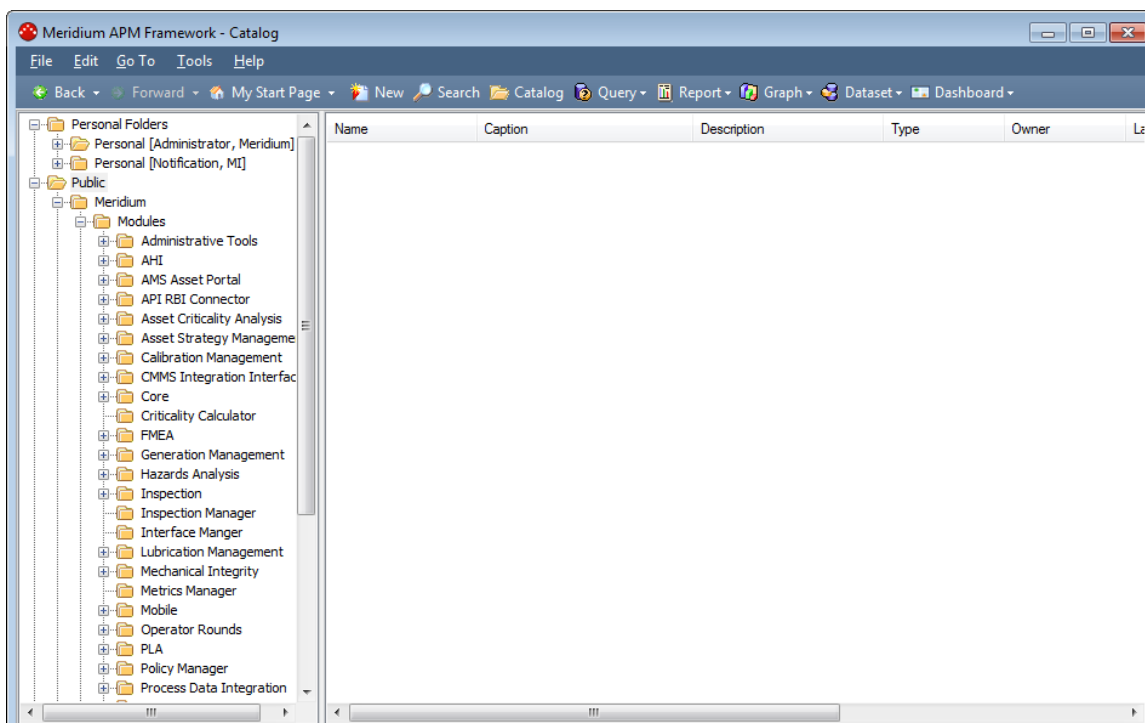 Meridium APM Framework - Catalog
File Edit Go To Tools Help
Back Forward My Start Page New Search Catalog Query Report Graph Dataset Dashboard
Personal Folders
Personal [Administrator, Meridium]
Personal [Notification, MI]
Public
Meridium
Modules
Administrative Tools
AHI
AMS Asset Portal
API RBI Connector
Asset Criticality Analysis
Asset Strategy Manageme
Calibration Management
CMMS Integration Interfac
Core
Criticality Calculator
FMEA
Generation Management
Hazards Analysis
Inspection
Inspection Manager
Interface Manger
Lubrication Management
Mechanical Integrity
Metrics Manager
Mobile
Operator Rounds
PLA
Policy Manager
Process Data Integration
Name Caption Description Type Owner La